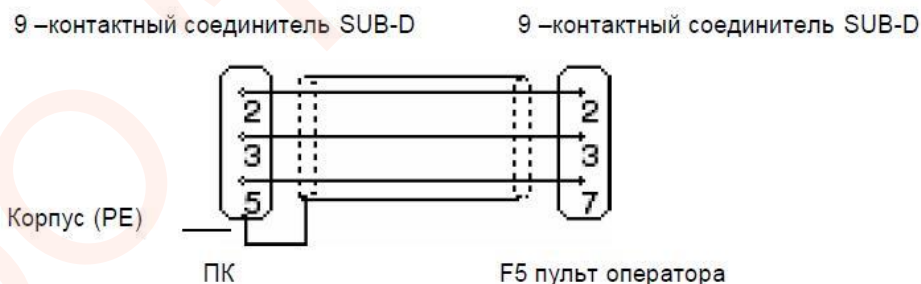 9 –контактный соединитель SUB-D 9 –контактный соединитель SUB-D
2 2
3 3
5 7
Корпус (PE)
ПК F5 пульт оператора